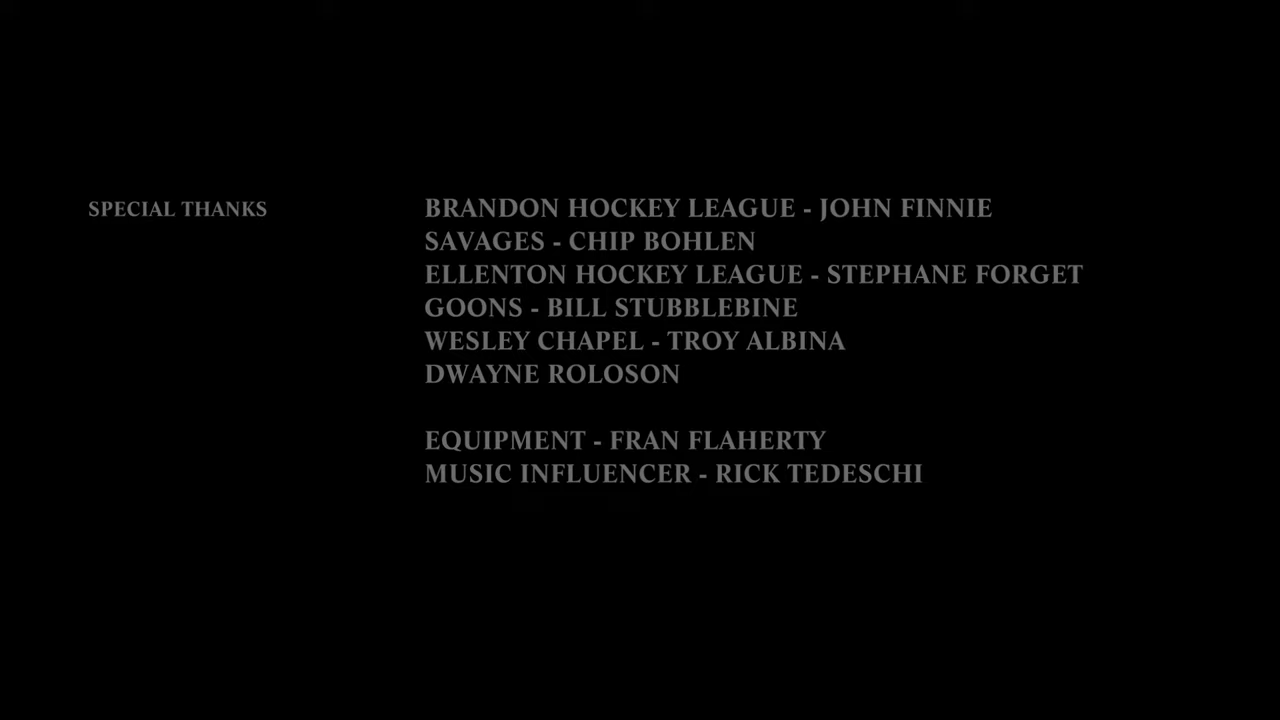 SPECIAL THANKS
BRANDON HOCKEY LEAGUE - JOHN FINNIE
SAVAGES - CHIP BOHLEN
ELLENTON HOCKEY LEAGUE - STEPHANE FORGET
GOONS - BILL STUBBLEBINE
WESLEY CHAPEL - TROY ALBINA
DWAYNE ROLOSON
EQUIPMENT - FRAN FLAHERTY
MUSIC INFLUENCER - RICK TEDESCHI